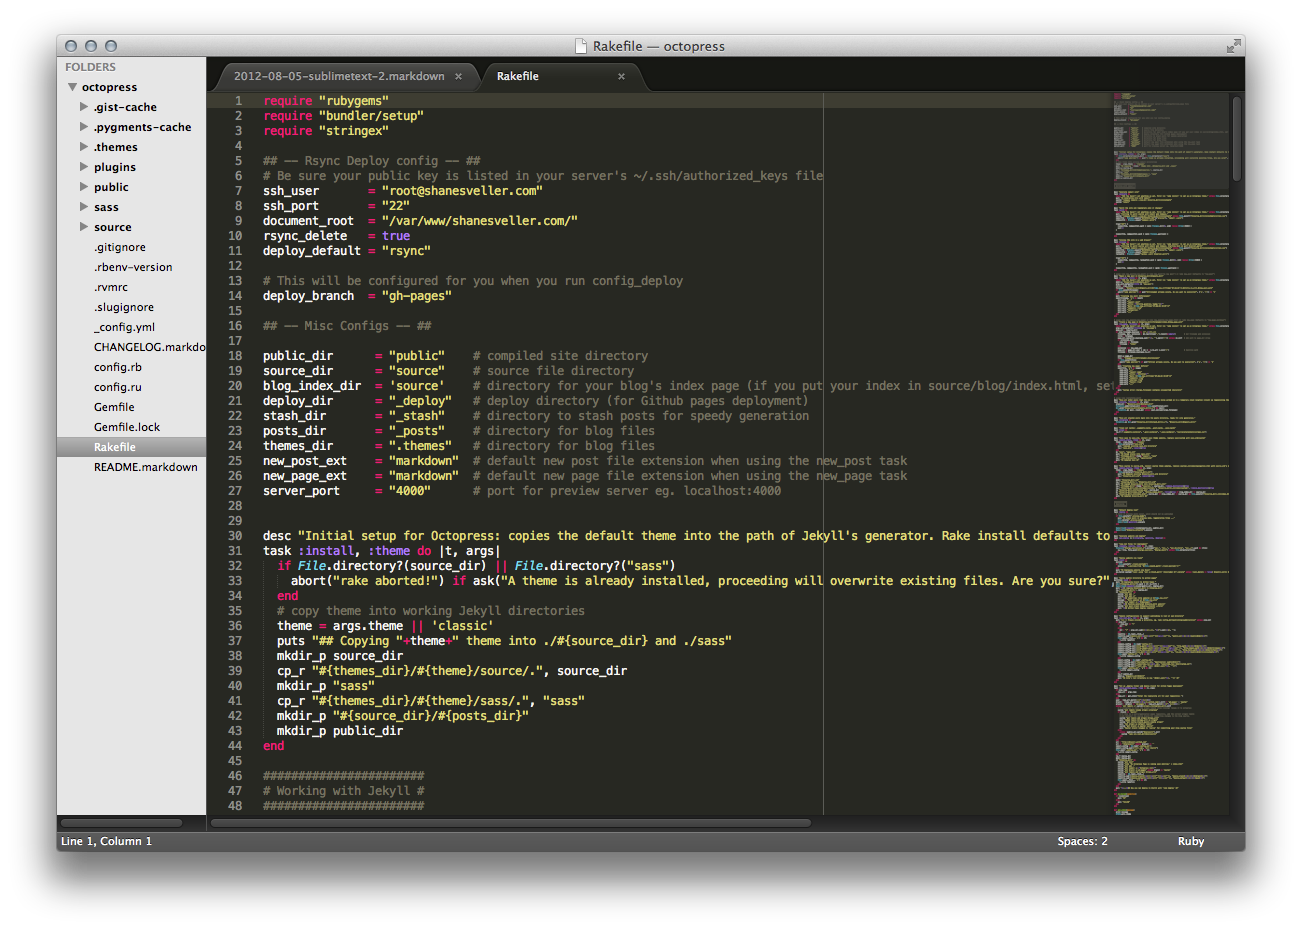 Rakefile — octopress
FOLDERS
octopress
.gist-cache
.pygments-cache
.themes
plugins
public
sass
source
.gitignore
.rbenv-version
.rvmrc
.slugignore
_config.yml
CHANGELOG.markdo
config.rb
config.ru
Gemfile
Gemfile.lock
Rakefile
README.markdown
2012-08-05-sublimetext-2.markdown ×
Rakefile ×
1 require "rubygems"
2 require "bundler/setup"
3 require "stringex"
4
5 ## -- Rsync Deploy config -- ##
6 # Be sure your public key is listed in your server's ~/.ssh/authorized_keys file
7 ssh_user       = "root@shanesveller.com"
8 ssh_port       = "22"
9 document_root  = "/var/www/shanesveller.com/"
10 rsync_delete   = true
11 deploy_default = "rsync"
12
13 # This will be configured for you when you run config_deploy
14 deploy_branch  = "gh-pages"
15
16 ## -- Misc Configs -- ##
17
18 public_dir      = "public"    # compiled site directory
19 source_dir      = "source"    # source file directory
20 blog_index_dir  = 'source'    # directory for your blog's index page (if you put your index in source/blog/index.html, set
21 deploy_dir      = "_deploy"   # deploy directory (for Github pages deployment)
22 stash_dir       = "_stash"    # directory to stash posts for speedy generation
23 posts_dir       = "_posts"    # directory for blog files
24 themes_dir      = ".themes"   # directory for blog files
25 new_post_ext    = "markdown"  # default new post file extension when using the new_post task
26 new_page_ext    = "markdown"  # default new page file extension when using the new_page task
27 server_port     = "4000"      # port for preview server eg. localhost:4000
28
29
30 desc "Initial setup for Octopress: copies the default theme into the path of Jekyll's generator. Rake install defaults to
31 task :install, :theme do |t, args|
32   if File.directory?(source_dir) || File.directory?("sass")
33     abort("rake aborted!") if ask("A theme is already installed, proceeding will overwrite existing files. Are you sure?",
34   end
35   # copy theme into working Jekyll directories
36   theme = args.theme || 'classic'
37   puts "## Copying "+theme+" theme into ./#{source_dir} and ./sass"
38   mkdir_p source_dir
39   cp_r "#{themes_dir}/#{theme}/source/.", source_dir
40   mkdir_p "sass"
41   cp_r "#{themes_dir}/#{theme}/sass/.", "sass"
42   mkdir_p "#{source_dir}/#{posts_dir}"
43   mkdir_p public_dir
44 end
45
46 #######################
47 # Working with Jekyll #
48 #######################
Line 1, Column 1
Spaces: 2
Ruby